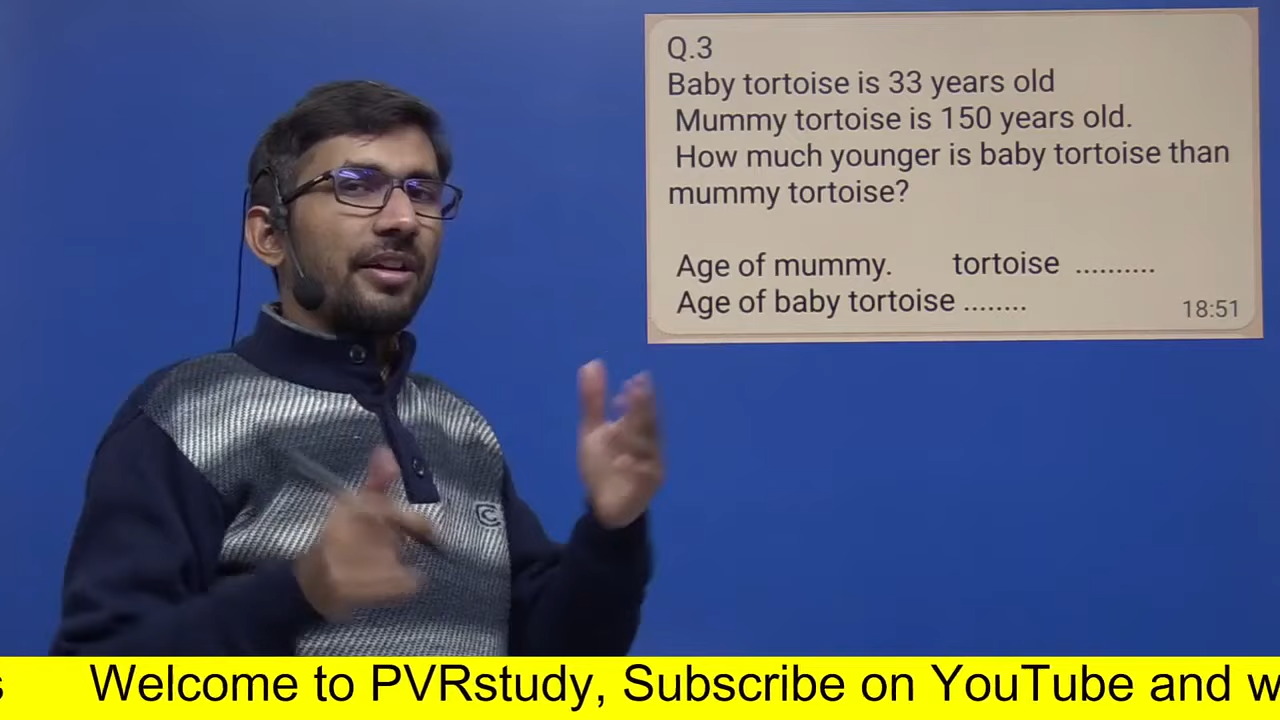 Q.3
Baby tortoise is 33 years old
Mummy tortoise is 150 years old.
How much younger is baby tortoise than
mummy tortoise?
Age of mummy. tortoise ..........
Age of baby tortoise ........
18:51
Welcome to PVRstudy, Subscribe on YouTube and w